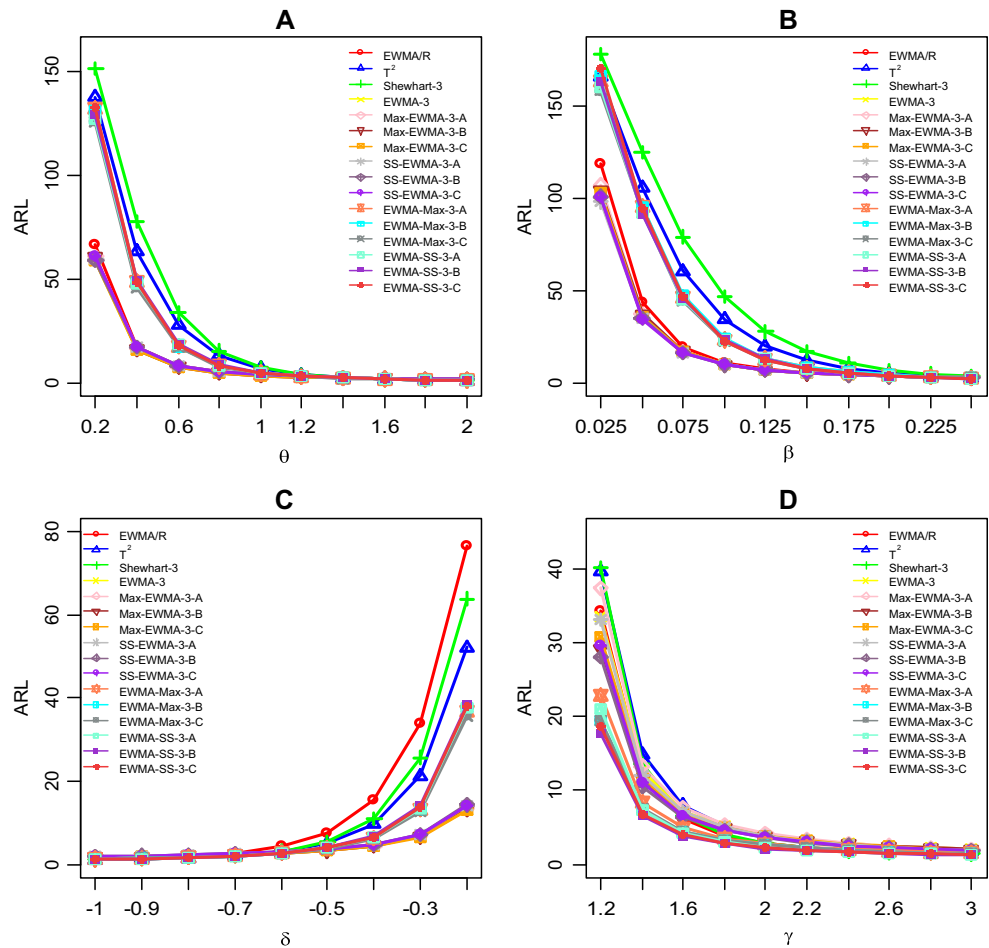 A
ARL
150
100
50
0
EWMA/R
T²
Shewhart-3
EWMA-3
Max-EWMA-3-A
Max-EWMA-3-B
Max-EWMA-3-C
SS-EWMA-3-A
SS-EWMA-3-B
SS-EWMA-3-C
EWMA-Max-3-A
EWMA-Max-3-B
EWMA-Max-3-C
EWMA-SS-3-A
EWMA-SS-3-B
EWMA-SS-3-C
0.2 0.6 1 1.2 1.6 2
θ
B
ARL
150
100
50
0
EWMA/R
T²
Shewhart-3
EWMA-3
Max-EWMA-3-A
Max-EWMA-3-B
Max-EWMA-3-C
SS-EWMA-3-A
SS-EWMA-3-B
SS-EWMA-3-C
EWMA-Max-3-A
EWMA-Max-3-B
EWMA-Max-3-C
EWMA-SS-3-A
EWMA-SS-3-B
EWMA-SS-3-C
0.025 0.075 0.125 0.175 0.225
β
C
ARL
80
60
40
20
0
EWMA/R
T²
Shewhart-3
EWMA-3
Max-EWMA-3-A
Max-EWMA-3-B
Max-EWMA-3-C
SS-EWMA-3-A
SS-EWMA-3-B
SS-EWMA-3-C
EWMA-Max-3-A
EWMA-Max-3-B
EWMA-Max-3-C
EWMA-SS-3-A
EWMA-SS-3-B
EWMA-SS-3-C
-1 -0.9 -0.7 -0.5 -0.3
δ
D
ARL
40
30
20
10
0
EWMA/R
T²
Shewhart-3
EWMA-3
Max-EWMA-3-A
Max-EWMA-3-B
Max-EWMA-3-C
SS-EWMA-3-A
SS-EWMA-3-B
SS-EWMA-3-C
EWMA-Max-3-A
EWMA-Max-3-B
EWMA-Max-3-C
EWMA-SS-3-A
EWMA-SS-3-B
EWMA-SS-3-C
1.2 1.6 2 2.2 2.6 3
γ